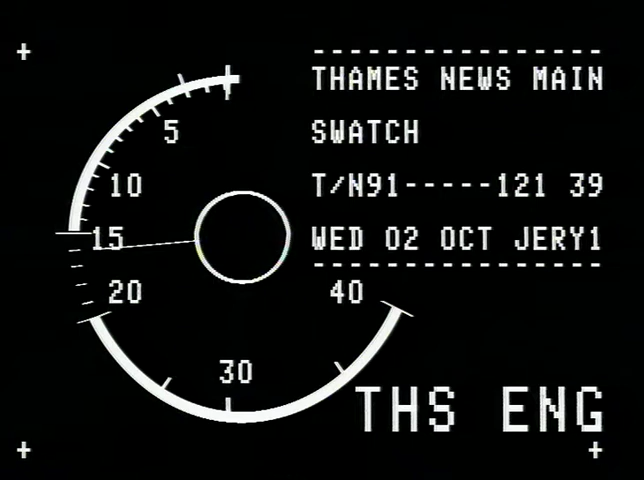 THAMES NEWS MAIN
SWATCH
T/N91-----121 39
WED 02 OCT JERY1
5
10
15
20
30
40
THS ENG